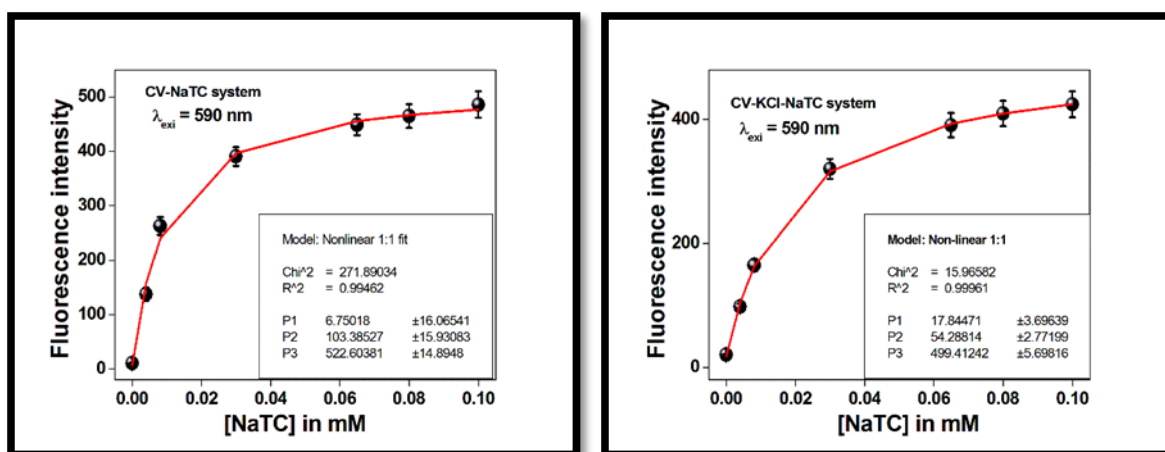 CV-NaTC system
λexi = 590 nm
Fluorescence intensity
500
400
300
200
100
0
Model: Nonlinear 1:1 fit
Chi^2 = 271.89034
R^2 = 0.99462
P1 6.75018 ±16.06541
P2 103.38527 ±15.93083
P3 522.60381 ±14.8948
0.00 0.02 0.04 0.06 0.08 0.10
[NaTC] in mM
CV-KCl-NaTC system
λexi = 590 nm
Fluorescence intensity
400
200
0
Model: Non-linear 1:1
Chi^2 = 15.96582
R^2 = 0.99961
P1 17.84471 ±3.69639
P2 54.28814 ±2.77199
P3 499.41242 ±5.69816
0.00 0.02 0.04 0.06 0.08 0.10
[NaTC] in mM